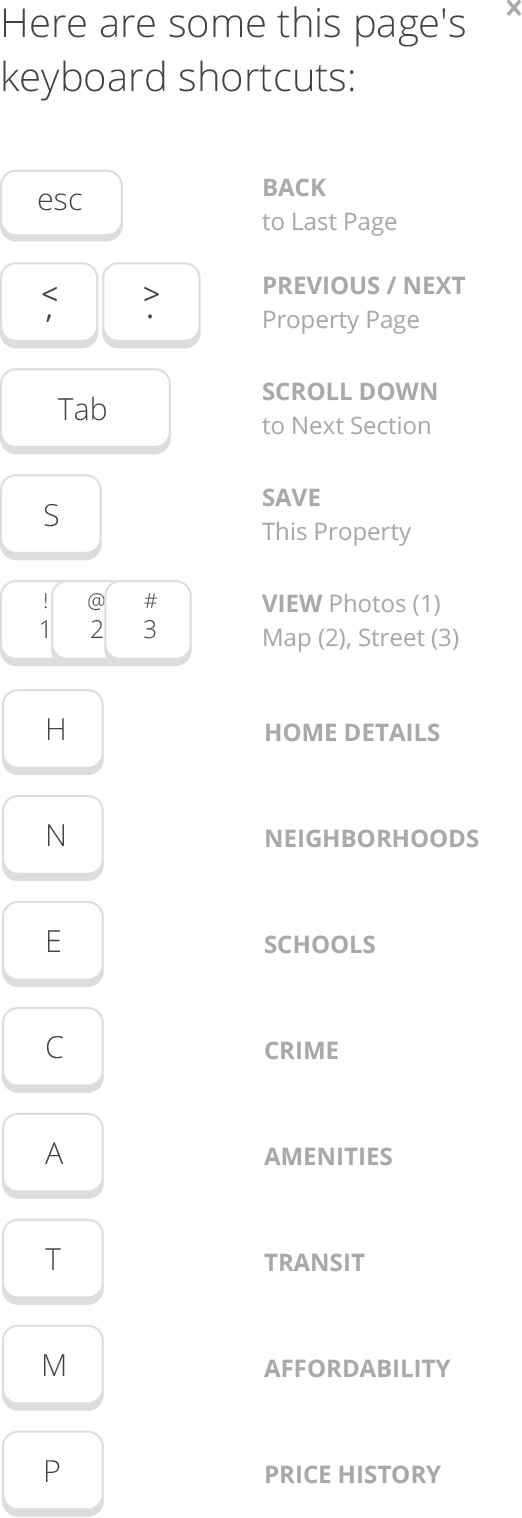 Here are some this page's
keyboard shortcuts:
x
esc
BACK
to Last Page
< >
, .
PREVIOUS / NEXT
Property Page
Tab
SCROLL DOWN
to Next Section
S
SAVE
This Property
! @ #
1 2 3
VIEW Photos (1)
Map (2), Street (3)
H
HOME DETAILS
N
NEIGHBORHOODS
E
SCHOOLS
C
CRIME
A
AMENITIES
T
TRANSIT
M
AFFORDABILITY
P
PRICE HISTORY